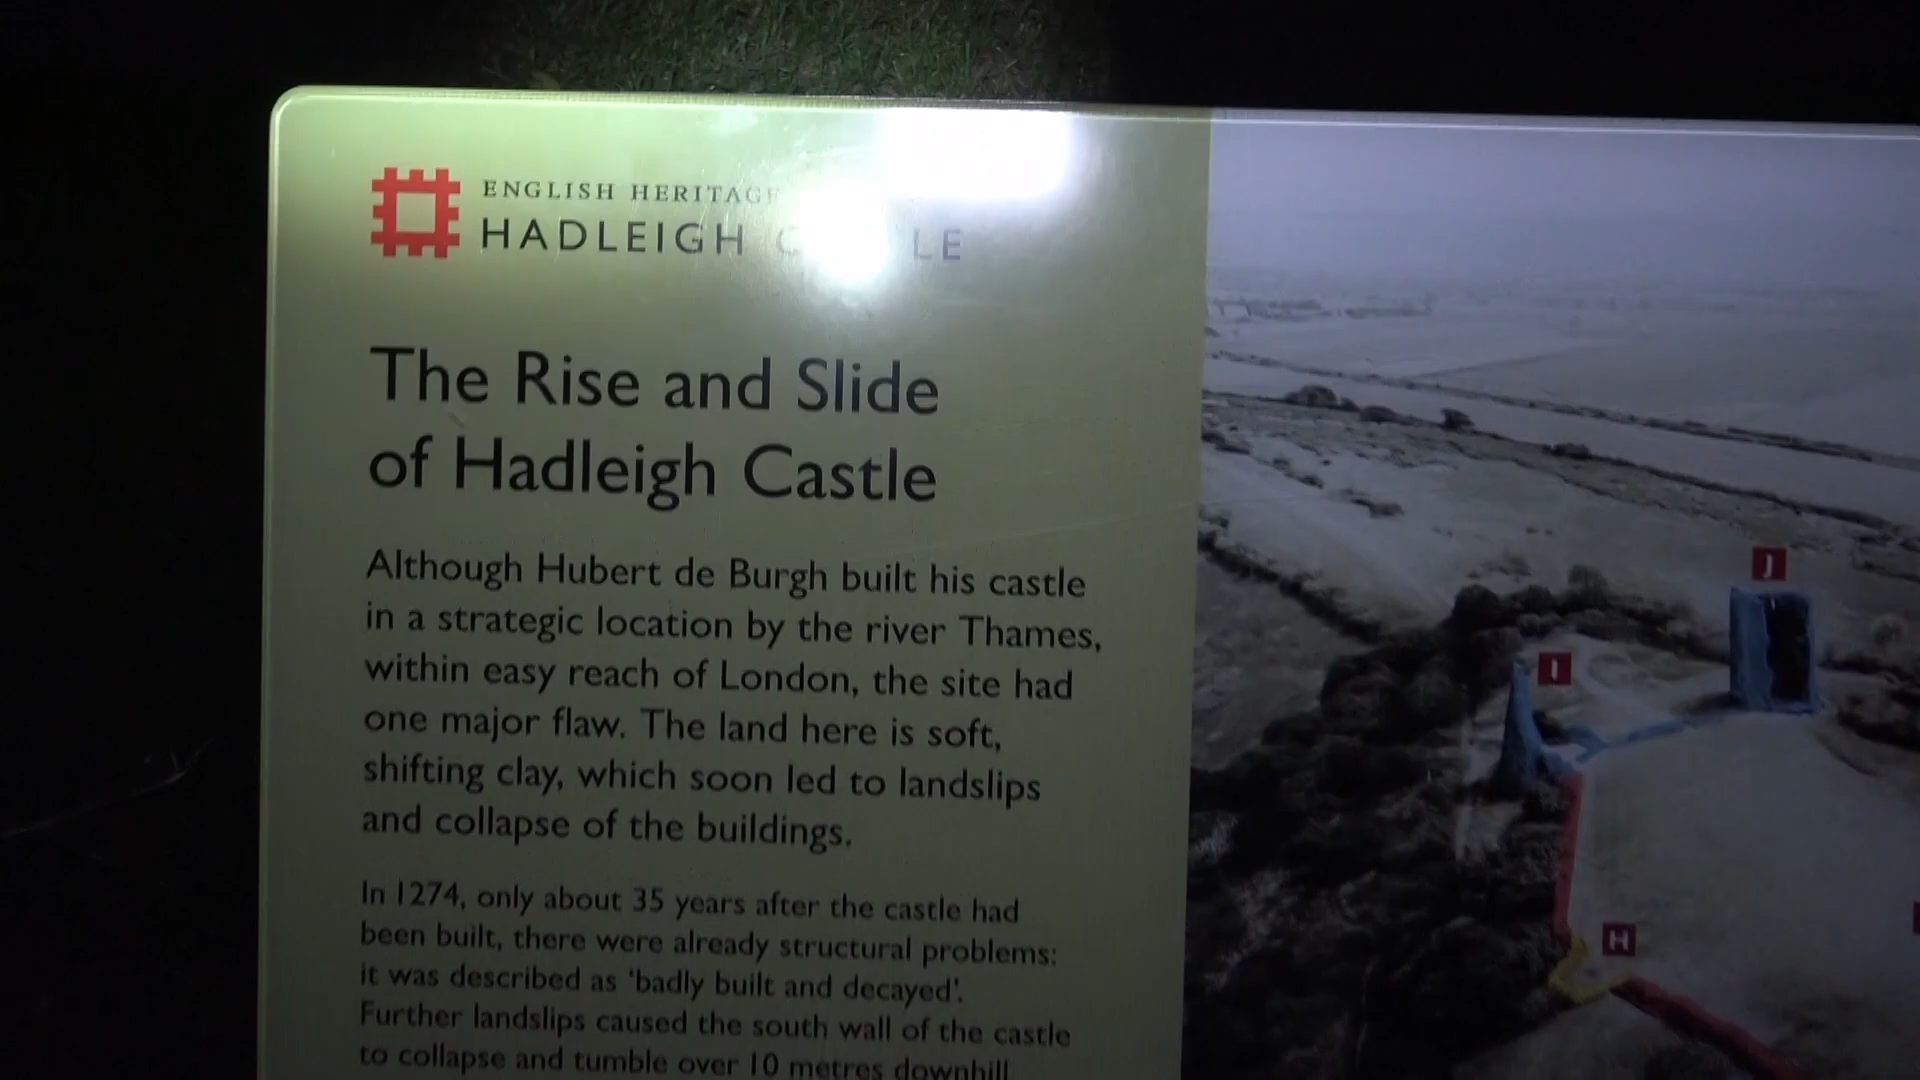 ENGLISH HERITAGE
HADLEIGH
The Rise and Slide
of Hadleigh Castle
Although Hubert de Burgh built his castle
in a strategic location by the river Thames,
within easy reach of London, the site had
one major flaw. The land here is soft,
shifting clay, which soon led to landslips
and collapse of the buildings.
In 1274, only about 35 years after the castle had
been built, there were already structural problems:
it was described as 'badly built and decayed'.
Further landslips caused the south wall of the castle
to collapse and tumble over 10 metres downhill
J
I
H